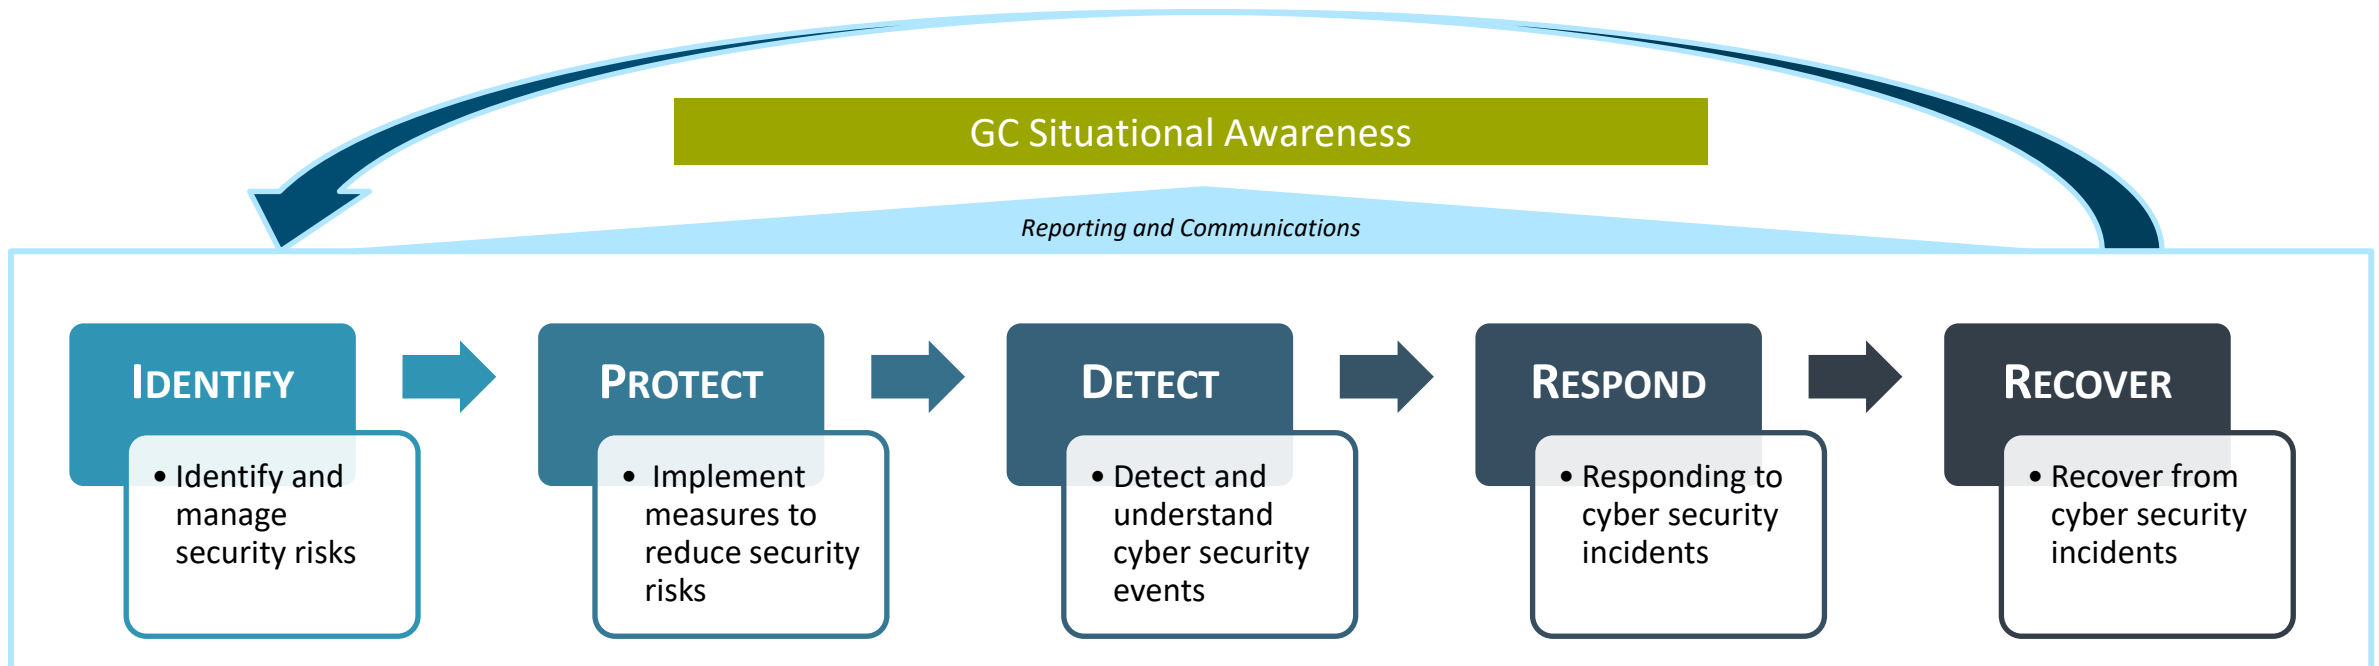 GC Situational Awareness
Reporting and Communications
IDENTIFY
• Identify and
manage
security risks
PROTECT
• Implement
measures to
reduce security
risks
DETECT
• Detect and
understand
cyber security
events
RESPOND
• Responding to
cyber security
incidents
RECOVER
• Recover from
cyber security
incidents